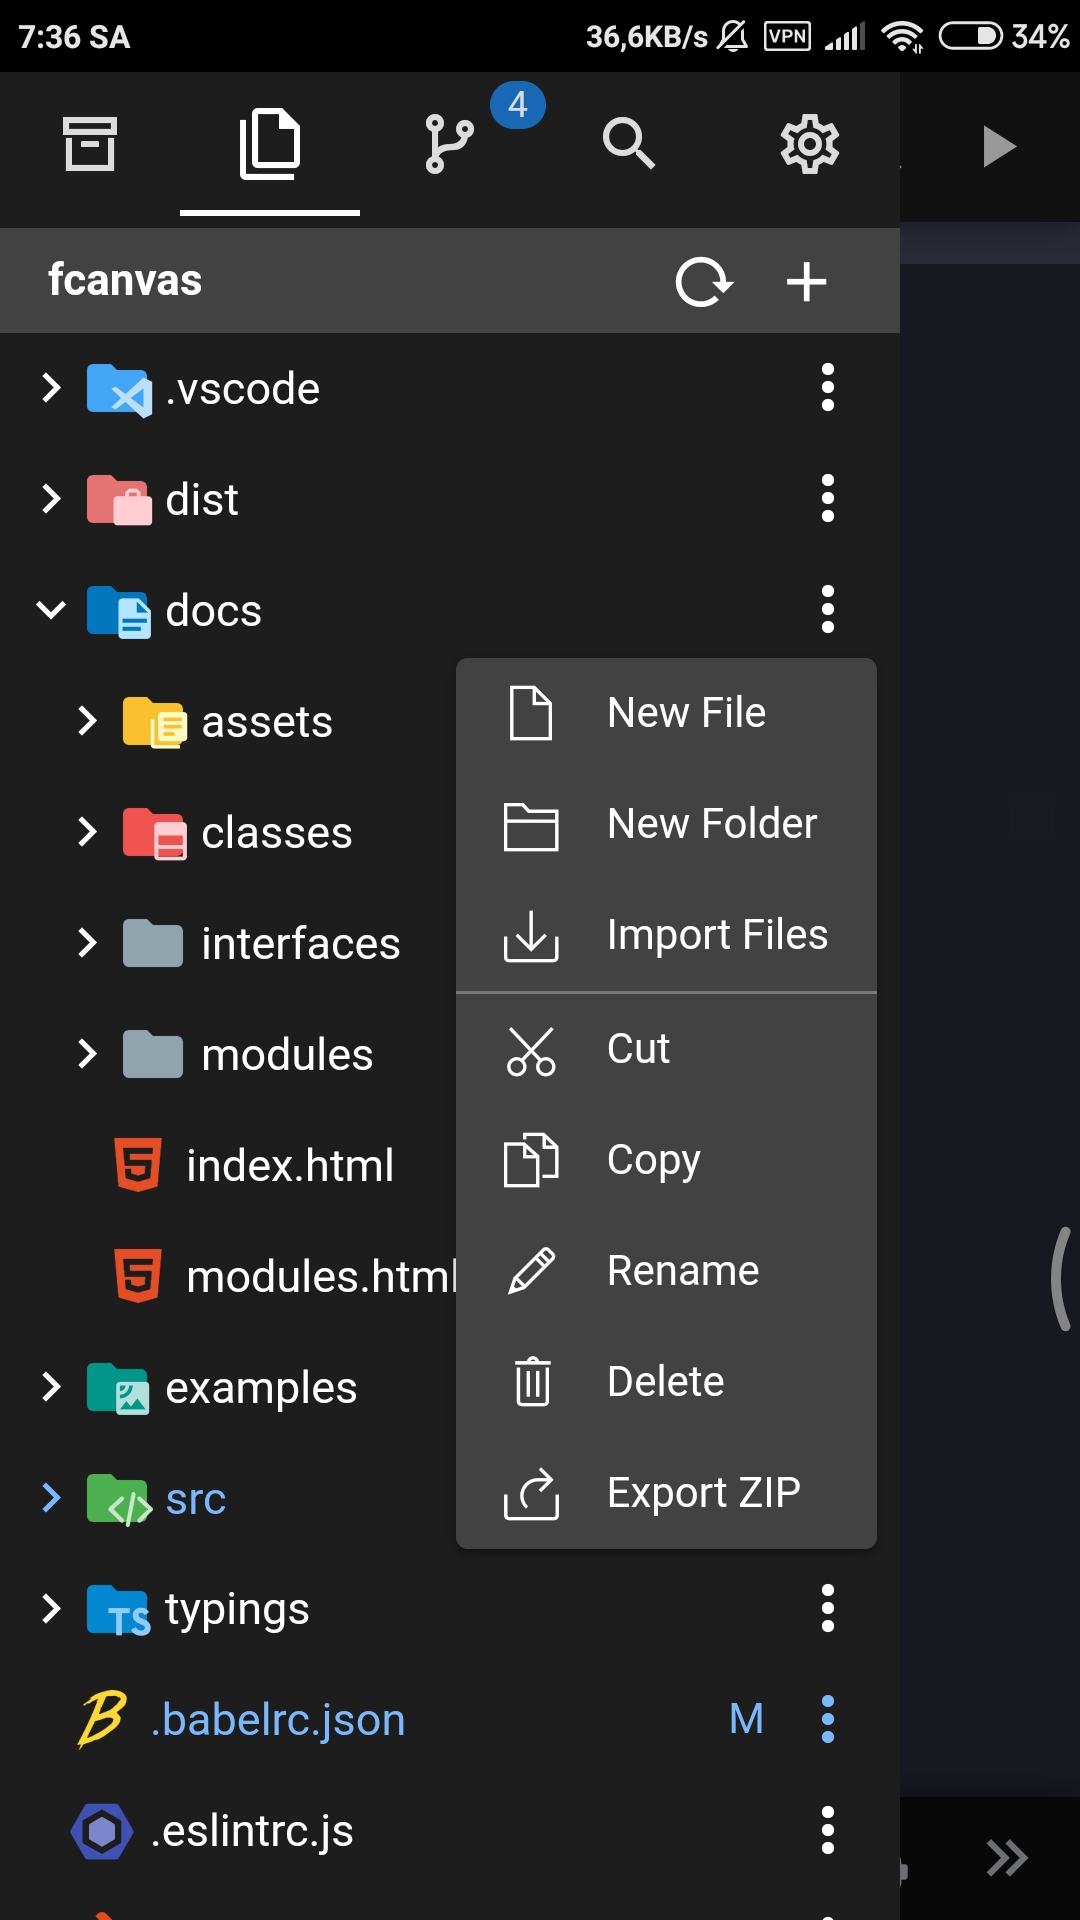 7:36 SA
36,6KB/s VPN 34%
4
fcanvas
.vscode
dist
docs
assets
classes
interfaces
modules
index.html
modules.html
examples
src
typings
.babelrc.json M
.eslintrc.js
New File
New Folder
Import Files
Cut
Copy
Rename
Delete
Export ZIP
TS